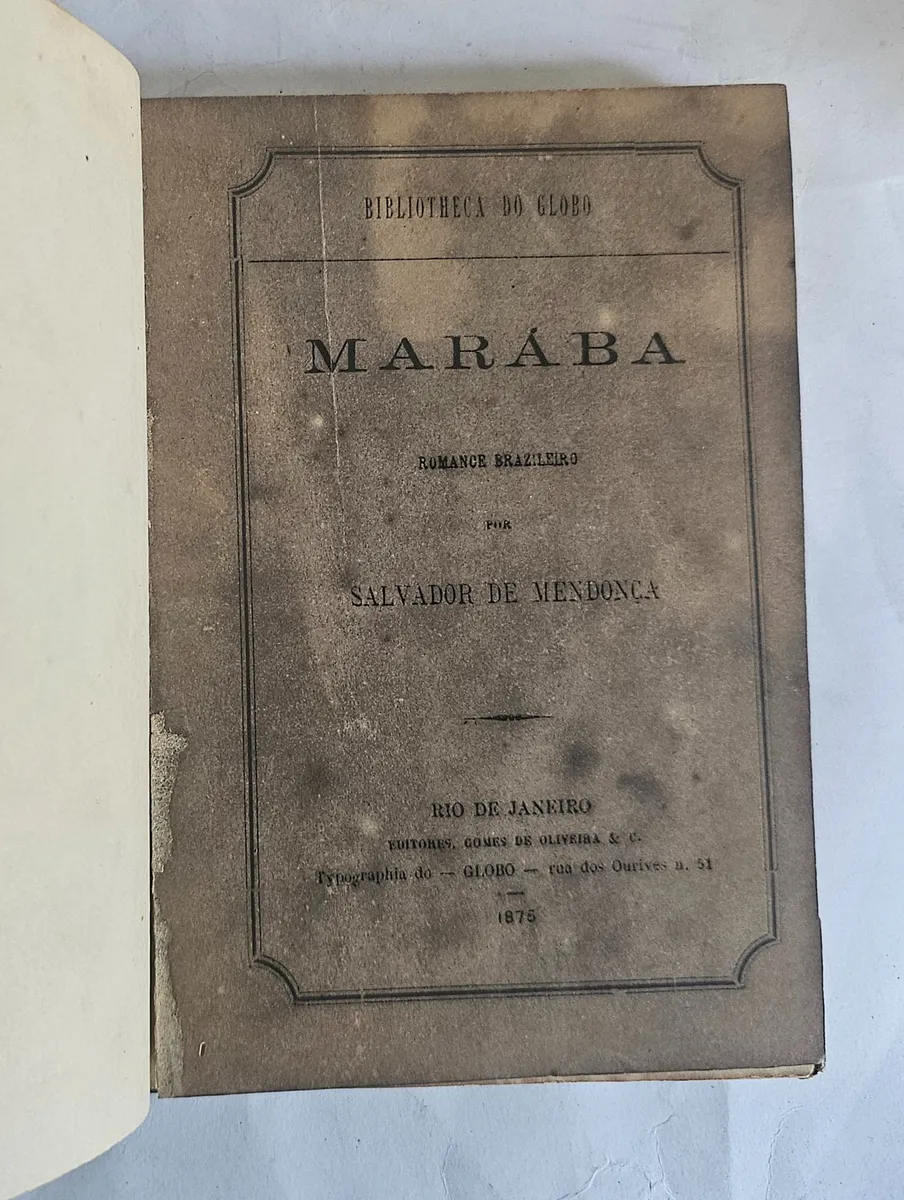 BIBLIOTHECA DO GLOBO
MARÁBA
ROMANCE BRAZILEIRO
POR
SALVADOR DE MENDONÇA
RIO DE JANEIRO
EDITORES, GOMES DE OLIVEIRA & C.
Typographia do — GLOBO — rua dos Ourives n. 51
1875